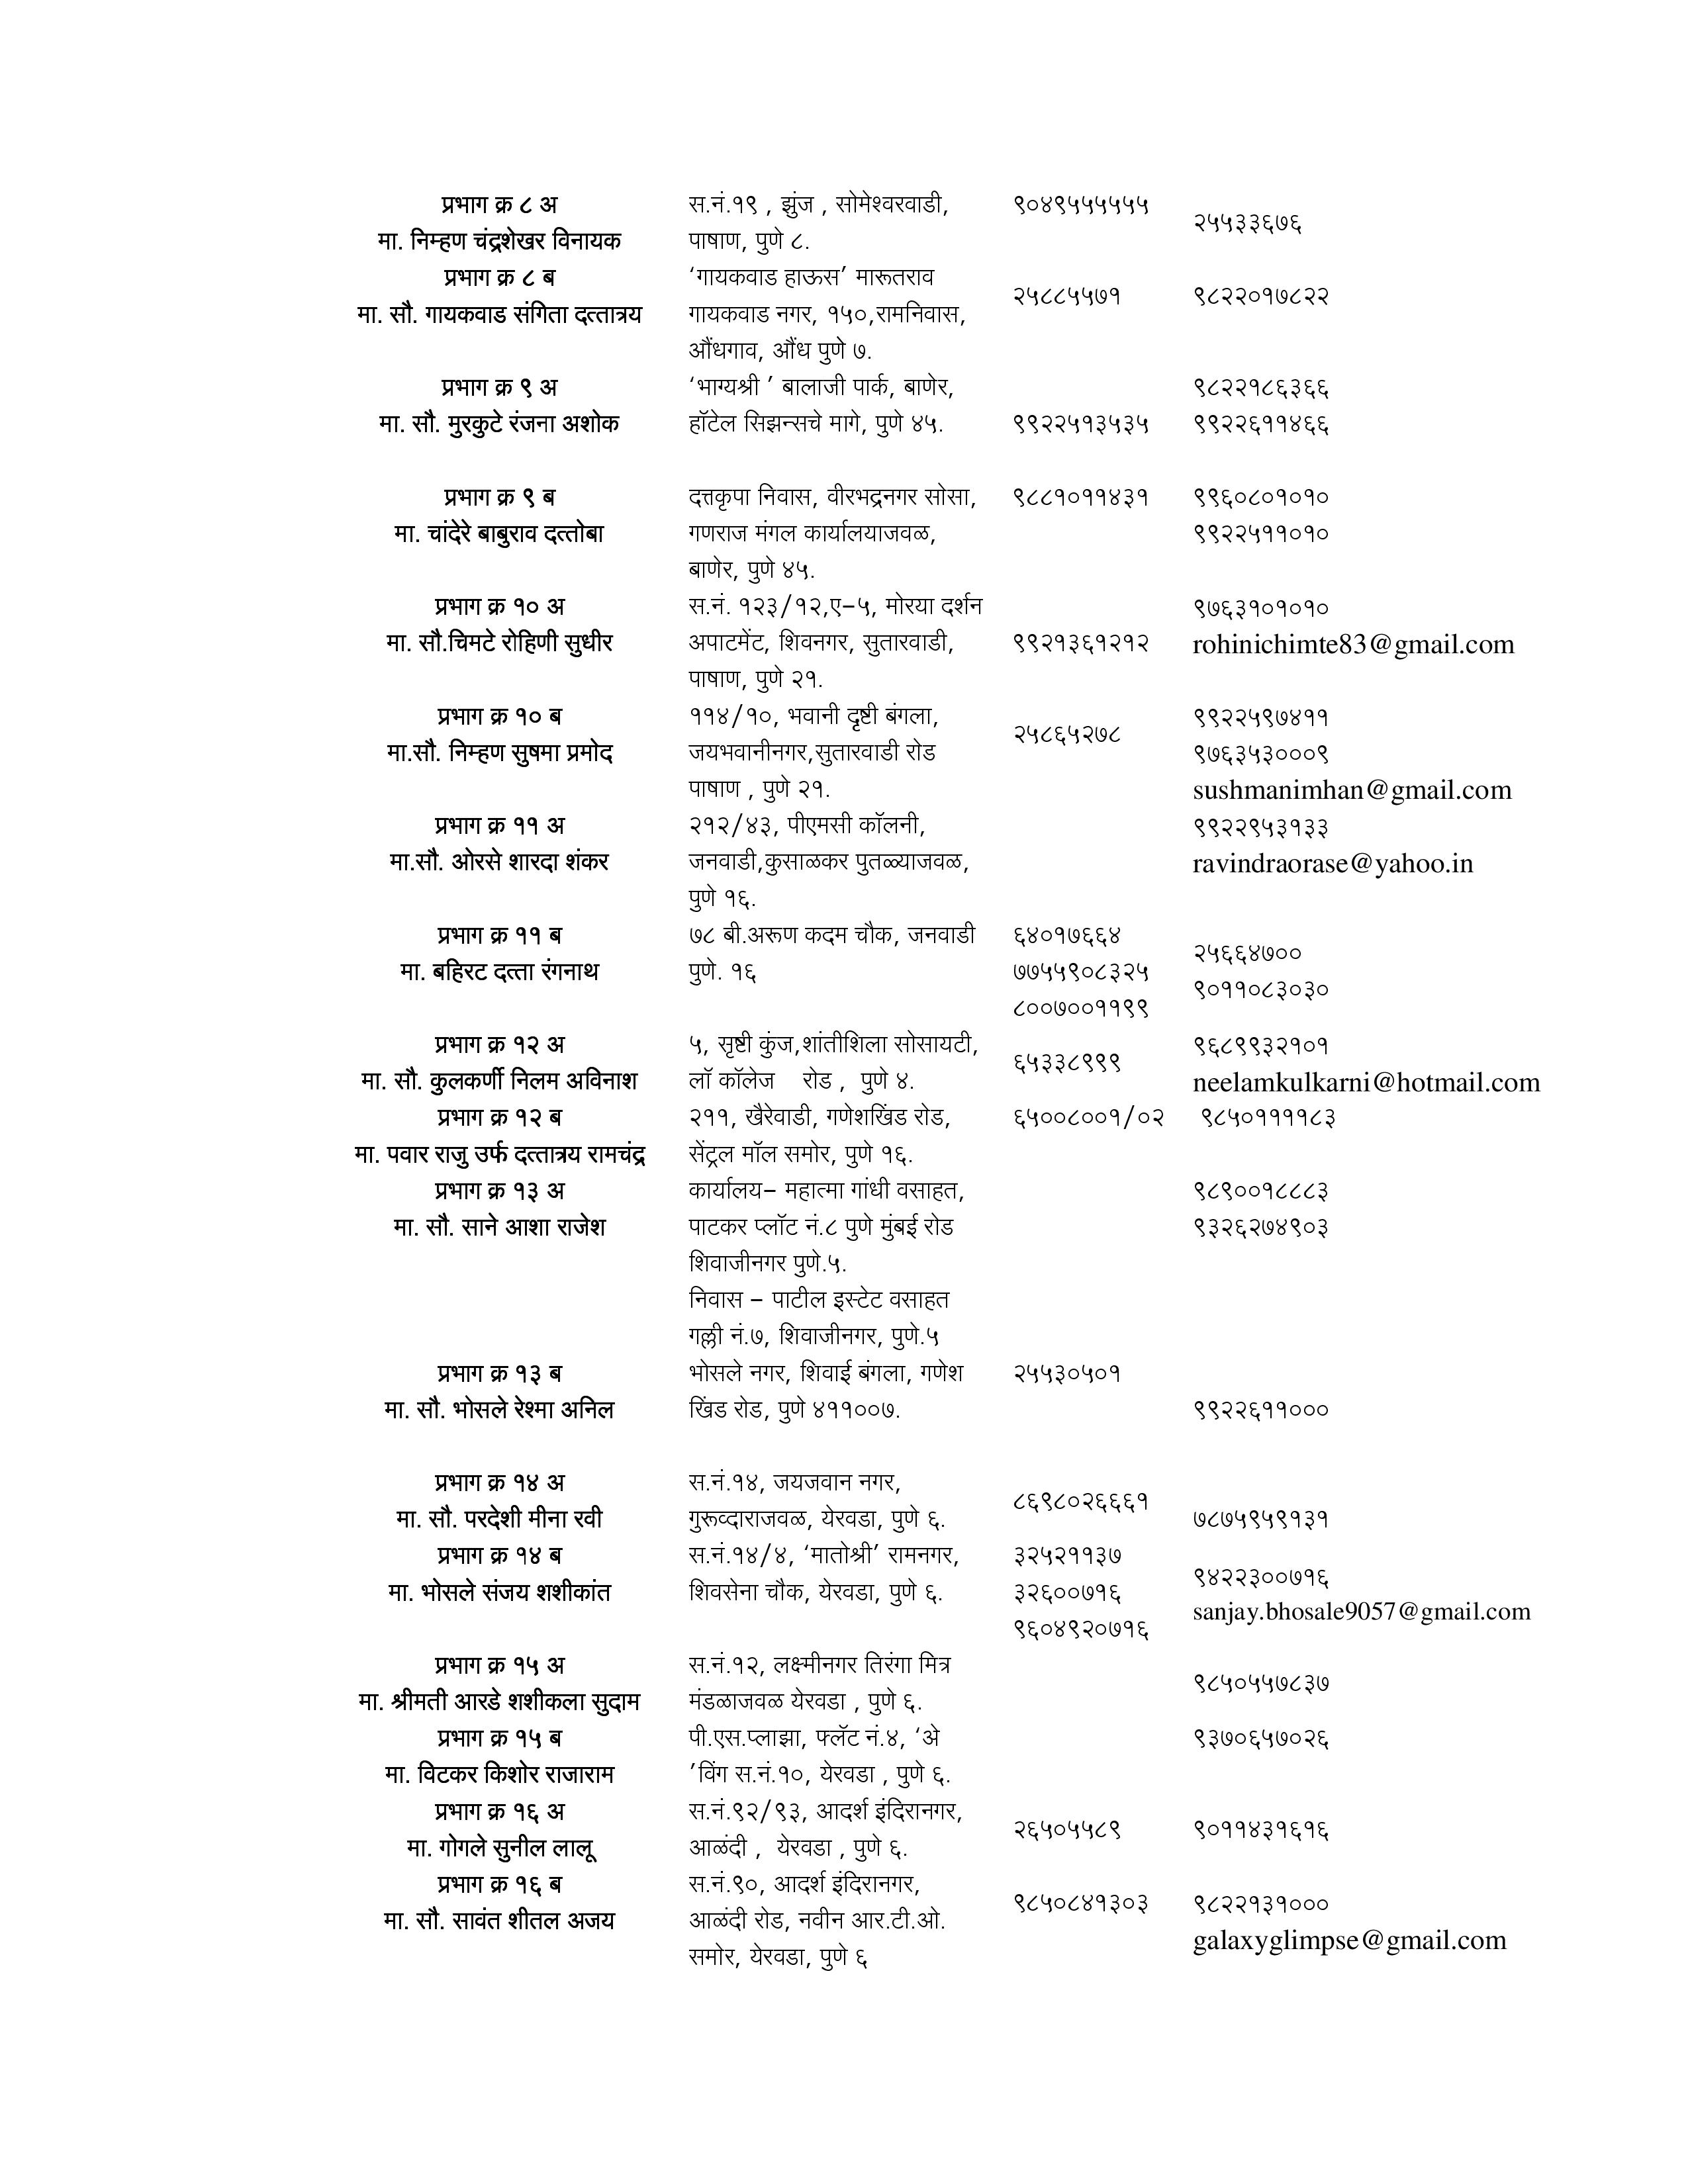 प्रभाग क्र ८ अ स.नं.१९ , झुंज , सोमेश्वरवाडी, ९०४९५५५५५५ २५५३३६७६
मा. निम्हण चंद्रशेखर विनायक पाषाण, पुणे ८.
प्रभाग क्र ८ ब ‘गायकवाड हाऊस’ मारूतराव २५८८५५७१ ९८२२०१७८२२
मा. सौ. गायकवाड संगिता दत्तात्रय गायकवाड नगर, १५०,रामनिवास,
औंधगाव, औंध पुणे ७.
प्रभाग क्र ९ अ ‘भाग्यश्री ’ बालाजी पार्क, बाणेर, ९८२२१८६३६६
मा. सौ. मुरकुटे रंजना अशोक हॉटेल सिझन्सचे मागे, पुणे ४५. ९९२२५१३५३५ ९९२२६११४६६
प्रभाग क्र ९ ब दत्तकृपा निवास, वीरभद्रनगर सोसा, ९८८१०११४३१ ९९६०८०१०१०
मा. चांदेरे बाबुराव दत्तोबा गणराज मंगल कार्यालयाजवळ, ९९२२५११०१०
बाणेर, पुणे ४५.
प्रभाग क्र १० अ स.नं. १२३/१२,ए–५, मोरया दर्शन ९७६३१०१०१०
मा. सौ.चिमटे रोहिणी सुधीर अपाटमेंट, शिवनगर, सुतारवाडी, ९९२१३६१२१२ rohinichimte83@gmail.com
पाषाण, पुणे २१.
प्रभाग क्र १० ब ११४/१०, भवानी दृष्टी बंगला, २५८६५२७८ ९९२२५९७४११
मा.सौ. निम्हण सुषमा प्रमोद जयभवानीनगर,सुतारवाडी रोड ९७६३५३०००९
पाषाण , पुणे २१. sushmanimhan@gmail.com
प्रभाग क्र ११ अ २१२/४३, पीएमसी कॉलनी, ९९२२९५३१३३
मा.सौ. ओरसे शारदा शंकर जनवाडी,कुसाळकर पुतळ्याजवळ, ravindraorase@yahoo.in
पुणे १६.
प्रभाग क्र ११ ब ७८ बी.अरूण कदम चौक, जनवाडी ६४०१७६६४ २५६६४७००
मा. बहिरट दत्ता रंगनाथ पुणे. १६ ७७५५९०८३२५ ९०११०८३०३०
८००७००११९९
प्रभाग क्र १२ अ ५, सृष्टी कुंज,शांतीशिला सोसायटी, ६५३३८९९९ ९६८९९३२१०१
मा. सौ. कुलकर्णी निलम अविनाश लॉ कॉलेज रोड , पुणे ४. neelamkulkarni@hotmail.com
प्रभाग क्र १२ ब २११, खैरेवाडी, गणेशखिंड रोड, ६५००८००१/०२ ९८५०११११८३
मा. पवार राजु उर्फ दत्तात्रय रामचंद्र सेंट्रल मॉल समोर, पुणे १६.
प्रभाग क्र १३ अ कार्यालय– महात्मा गांधी वसाहत, ९८९००१८८८३
मा. सौ. साने आशा राजेश पाटकर प्लॉट नं.८ पुणे मुंबई रोड ९३२६२७४९०३
शिवाजीनगर पुणे.५.
निवास – पाटील इस्टेट वसाहत
गल्ली नं.७, शिवाजीनगर, पुणे.५
प्रभाग क्र १३ ब भोसले नगर, शिवाई बंगला, गणेश २५५३०५०१
मा. सौ. भोसले रेश्मा अनिल खिंड रोड, पुणे ४११००७. ९९२२६११०००
प्रभाग क्र १४ अ स.नं.१४, जयजवान नगर, ८६९८०२६६६१
मा. सौ. परदेशी मीना रवी गुरूव्दाराजवळ, येरवडा, पुणे ६. ७८७५९५९१३१
प्रभाग क्र १४ ब स.नं.१४/४, ‘मातोश्री’ रामनगर, ३२५२११३७ ९४२२३००७१६
मा. भोसले संजय शशीकांत शिवसेना चौक, येरवडा, पुणे ६. ३२६००७१६ sanjay.bhosale9057@gmail.com
९६०४९२०७१६
प्रभाग क्र १५ अ स.नं.१२, लक्ष्मीनगर तिरंगा मित्र ९८५०५५७८३७
मा. श्रीमती आरडे शशीकला सुदाम मंडळाजवळ येरवडा , पुणे ६.
प्रभाग क्र १५ ब पी.एस.प्लाझा, फ्लॅट नं.४, ‘अे ९३७०६५७०२६
मा. विटकर किशोर राजाराम ’विंग स.नं.१०, येरवडा , पुणे ६.
प्रभाग क्र १६ अ स.नं.९२/९३, आदर्श इंदिरानगर, २६५०५५८९ ९०११४३१६१६
मा. गोगले सुनील लालू आळंदी , येरवडा , पुणे ६.
प्रभाग क्र १६ ब स.नं.९०, आदर्श इंदिरानगर, ९८५०८४१३०३ ९८२२१३१०००
मा. सौ. सावंत शीतल अजय आळंदी रोड, नवीन आर.टी.ओ. galaxyglimpse@gmail.com
समोर, येरवडा, पुणे ६